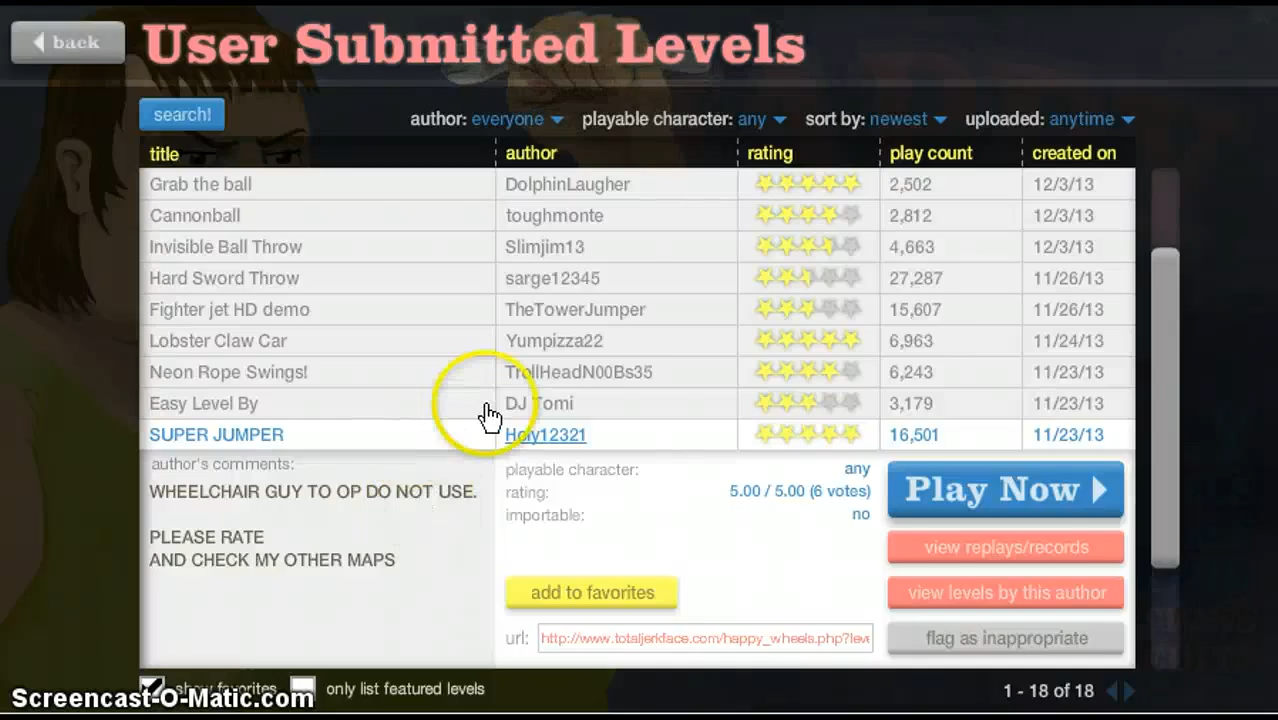 back
User Submitted Levels
search!
author: everyone playable character: any sort by: newest uploaded: anytime
title author rating play count created on
Grab the ball DolphinLaugher 2,502 12/3/13
Cannonball toughmonte 2,812 12/3/13
Invisible Ball Throw Slimjim13 4,663 12/3/13
Hard Sword Throw sarge12345 27,287 11/26/13
Fighter jet HD demo TheTowerJumper 15,607 11/26/13
Lobster Claw Car Yumpizza22 6,963 11/24/13
Neon Rope Swings! TrollHeadN00Bs35 6,243 11/23/13
Easy Level By DJ Tomi 3,179 11/23/13
SUPER JUMPER Holy12321 16,501 11/23/13
author's comments:
WHEELCHAIR GUY TO OP DO NOT USE.
PLEASE RATE
AND CHECK MY OTHER MAPS
playable character: any
rating: 5.00 / 5.00 (6 votes)
importable: no
add to favorites
url: http://www.totaljerkface.com/happy_wheels.php?leve
Play Now
view replays/records
view levels by this author
flag as inappropriate
show favorites only list featured levels
1 - 18 of 18
Screencast-O-Matic.com